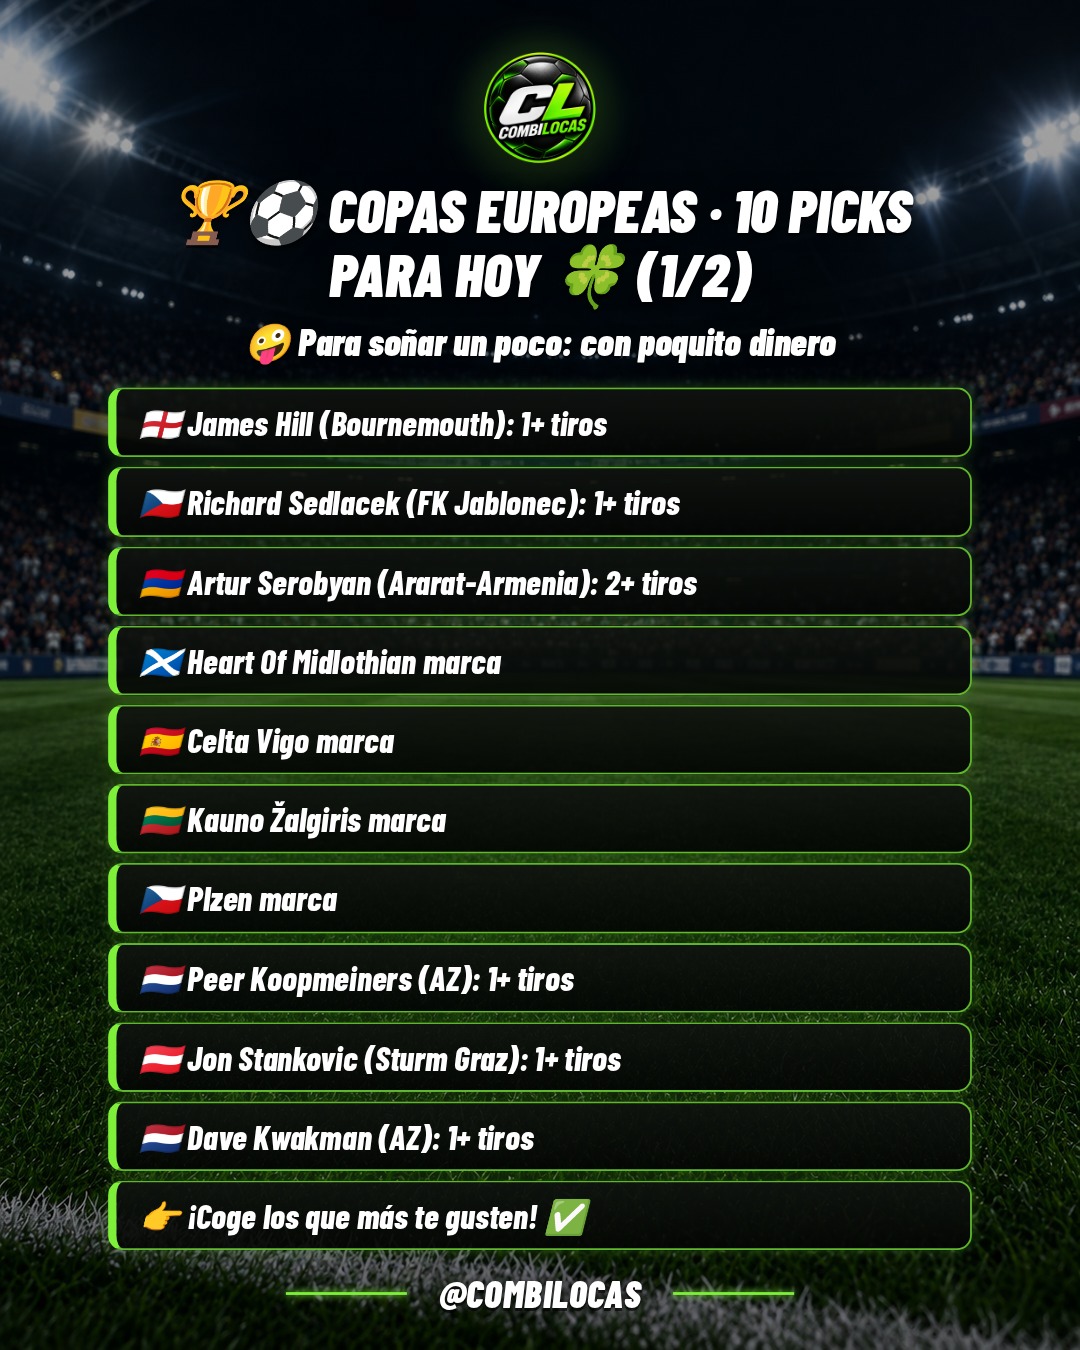 CL
COMBILOCAS
🏆⚽ COPAS EUROPEAS · 10 PICKS
PARA HOY 🍀 (1/2)
🤪 Para soñar un poco: con poquito dinero
🏴󠁧󠁢󠁥󠁮󠁧󠁿 James Hill (Bournemouth): 1+ tiros
🇨🇿 Richard Sedlacek (FK Jablonec): 1+ tiros
🇦🇲 Artur Serobyan (Ararat-Armenia): 2+ tiros
🏴󠁧󠁢󠁳󠁣󠁴󠁿 Heart Of Midlothian marca
🇪🇸 Celta Vigo marca
🇱🇹 Kauno Žalgiris marca
🇨🇿 Plzen marca
🇳🇱 Peer Koopmeiners (AZ): 1+ tiros
🇦🇹 Jon Stankovic (Sturm Graz): 1+ tiros
🇳🇱 Dave Kwakman (AZ): 1+ tiros
👉 ¡Coge los que más te gusten! ✅
@COMBILOCAS